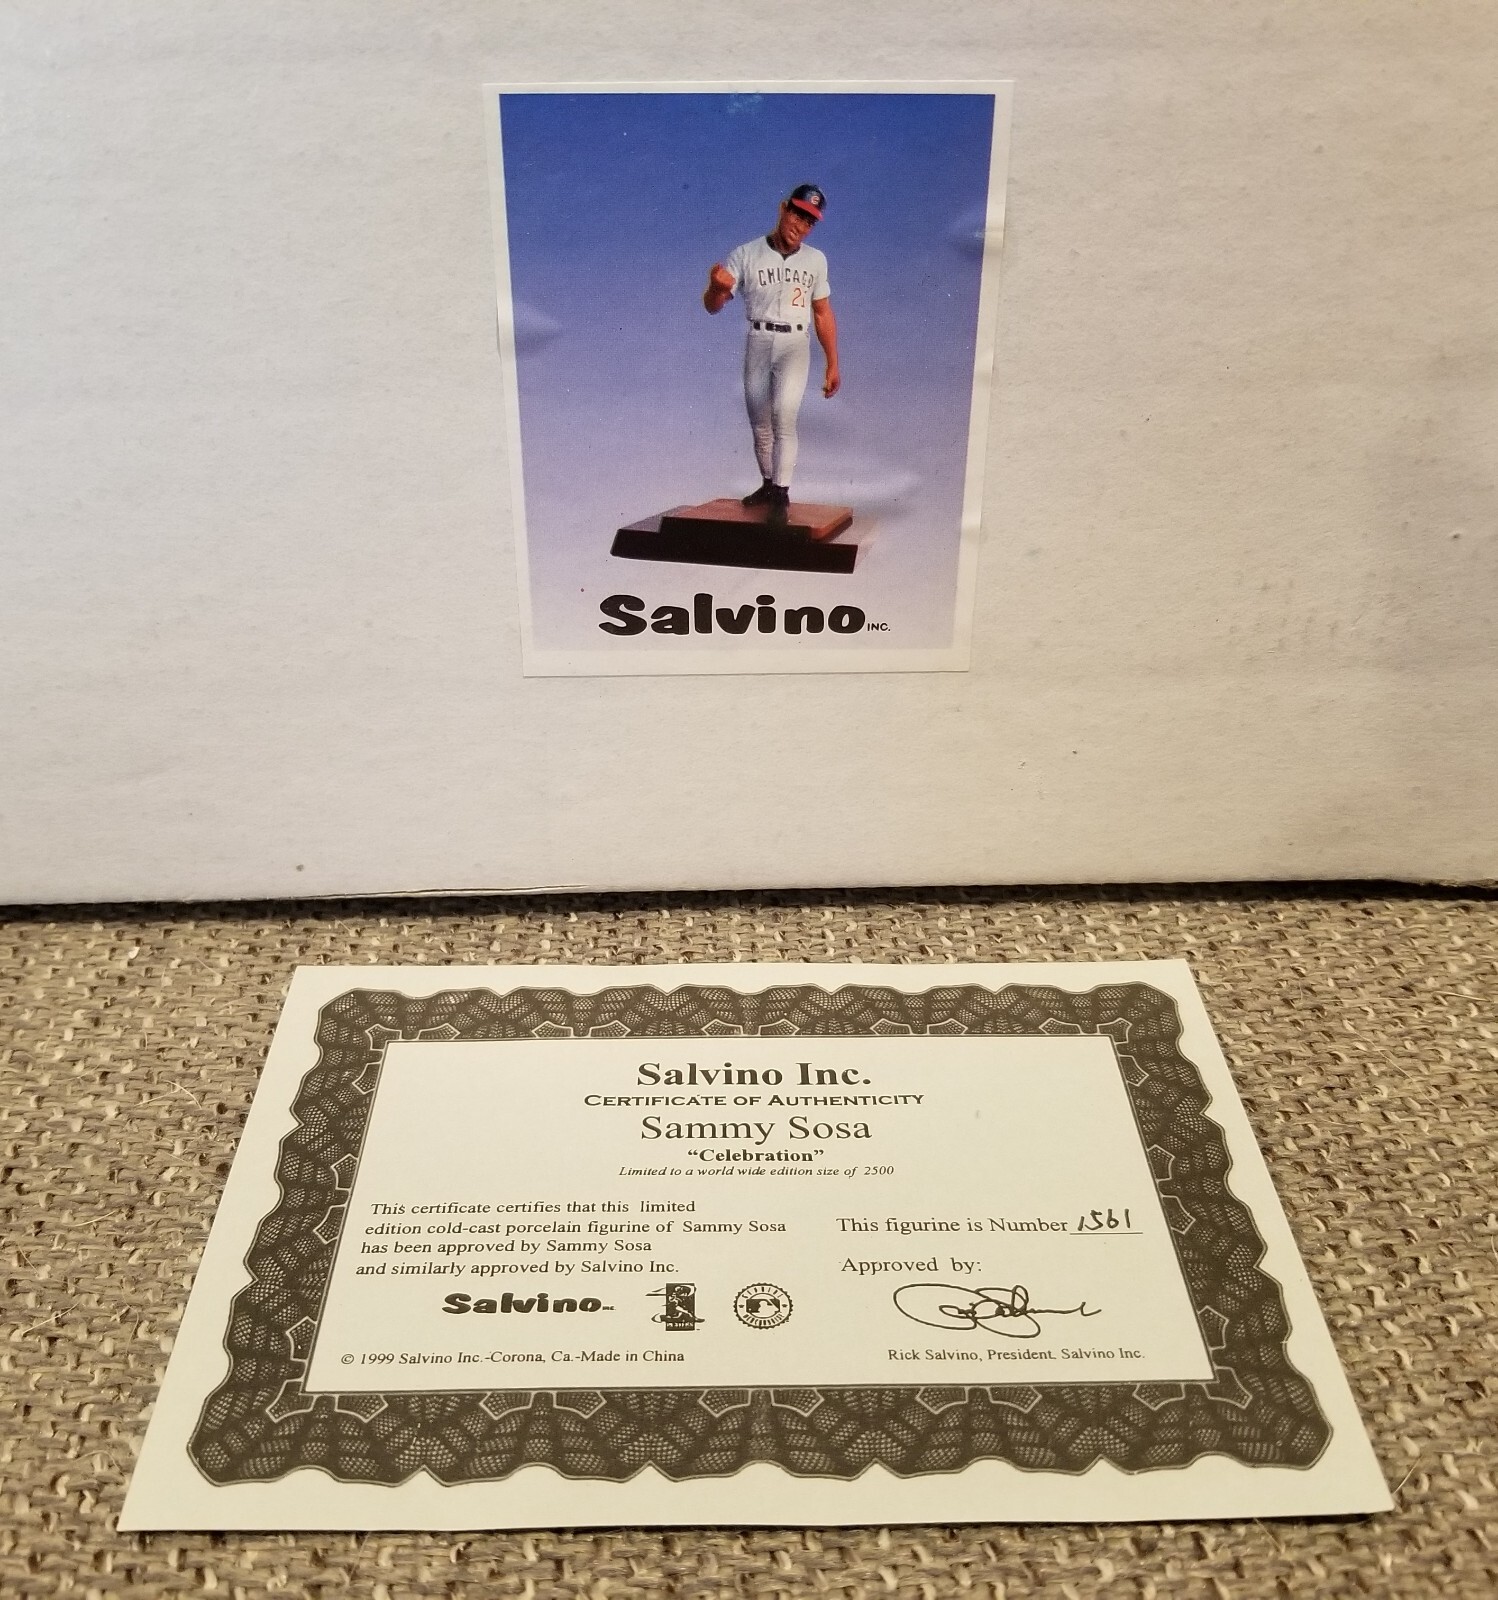 CHICAGO
21
Salvino INC.
Salvino Inc.
CERTIFICATE OF AUTHENTICITY
Sammy Sosa
“Celebration”
Limited to a world wide edition size of 2500
This certificate certifies that this limited
edition cold-cast porcelain figurine of Sammy Sosa
has been approved by Sammy Sosa
and similarly approved by Salvino Inc.
This figurine is Number 1561
Approved by:
Salvino
PLAYERS
© 1999 Salvino Inc.-Corona, Ca.-Made in China
Rick Salvino, President, Salvino Inc.